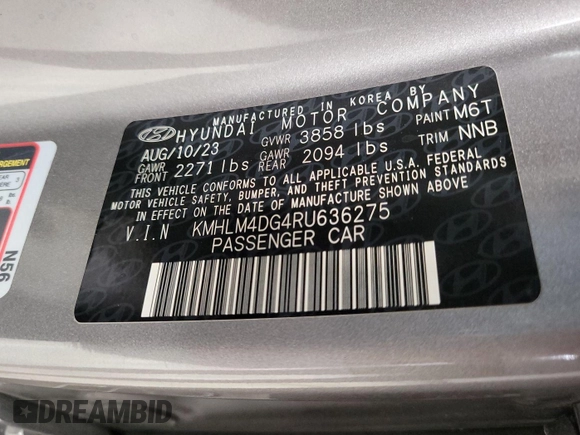 MANUFACTURED IN KOREA BY
HYUNDAI MOTOR COMPANY
AUG/10/23 GVWR 3858 lbs PAINT M6T
GAWR FRONT 2271 lbs GAWR REAR 2094 lbs TRIM NNB
THIS VEHICLE CONFORMS TO ALL APPLICABLE U.S.A. FEDERAL
MOTOR VEHICLE SAFETY, BUMPER, AND THEFT PREVENTION STANDARDS
IN EFFECT ON THE DATE OF MANUFACTURE SHOWN ABOVE
V.I.N KMHLM4DG4RU636275
PASSENGER CAR
N56
DREAMBID